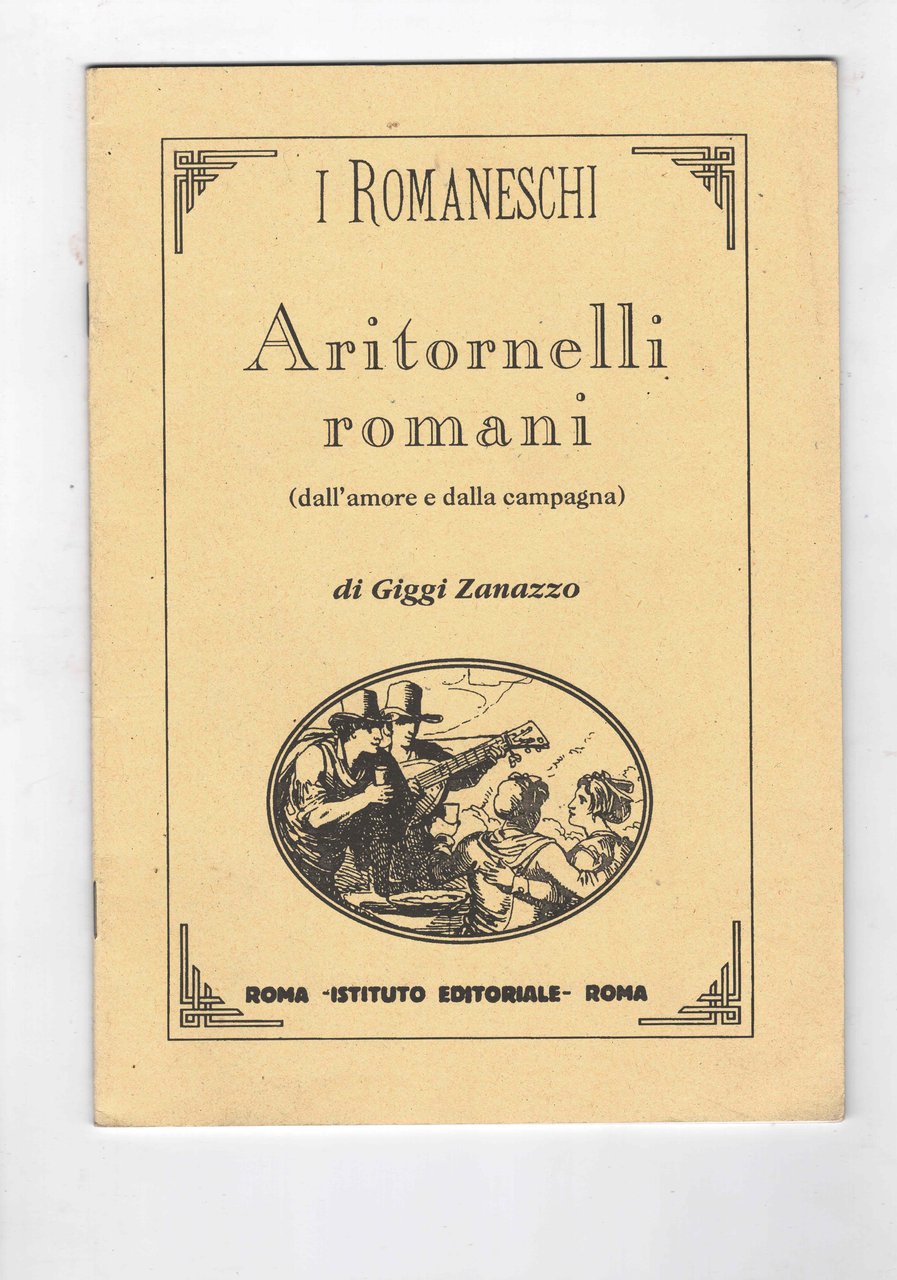 I ROMANESCHI
Aritornelli
romani
(dall'amore e dalla campagna)
di Giggi Zanazzo
ROMA -ISTITUTO EDITORIALE- ROMA